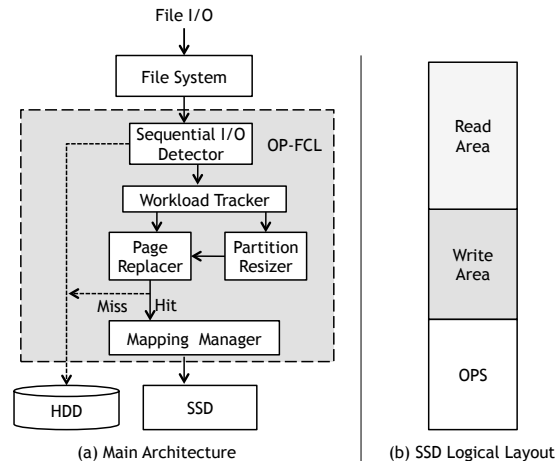 File I/O
File System
Sequential I/O
Detector
OP-FCL
Workload Tracker
Page
Replacer
Partition
Resizer
Miss
Hit
Mapping Manager
HDD
SSD
(a) Main Architecture
Read
Area
Write
Area
OPS
(b) SSD Logical Layout